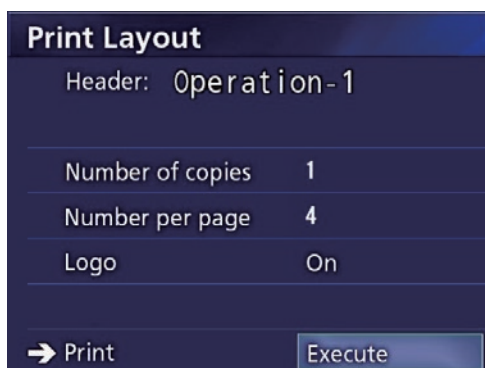 Print Layout
Header: Operation-1
Number of copies 1
Number per page 4
Logo On
Print Execute